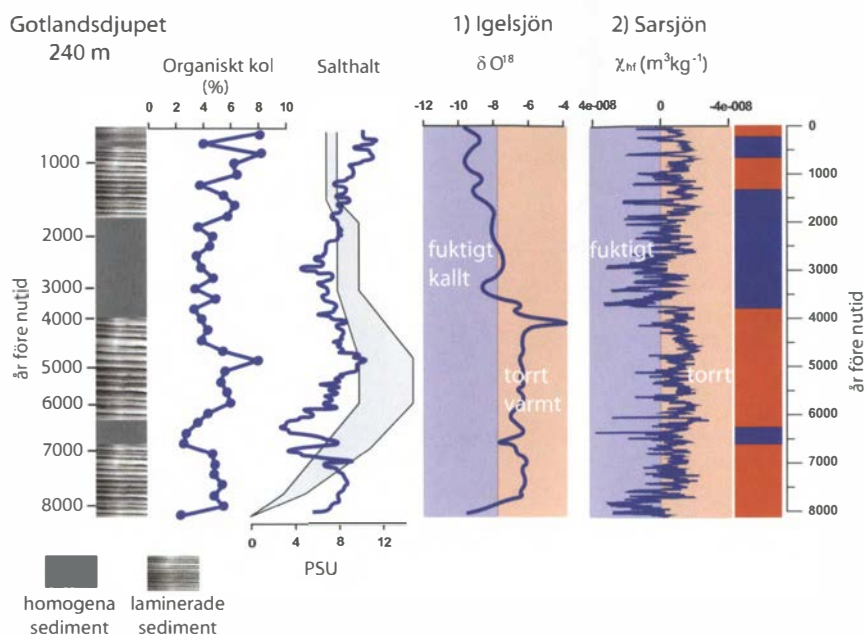 Gotlandsdjupet
240 m
1) Igelsjön
2) Sarsjön
Organiskt kol
(%)
Salthalt
δ O¹⁸
χhf (m³kg⁻¹)
0 2 4 6 8 10
-12 -10 -8 -6 -4
4e-008 0 -4e-008
år före nutid
1000
2000
3000
4000
5000
6000
7000
8000
fuktigt
kallt
torrt
varmt
fuktigt
torrt
0
1000
2000
3000
4000
5000
6000
7000
8000
år före nutid
0 4 8 12
PSU
homogena
sediment
laminerade
sediment